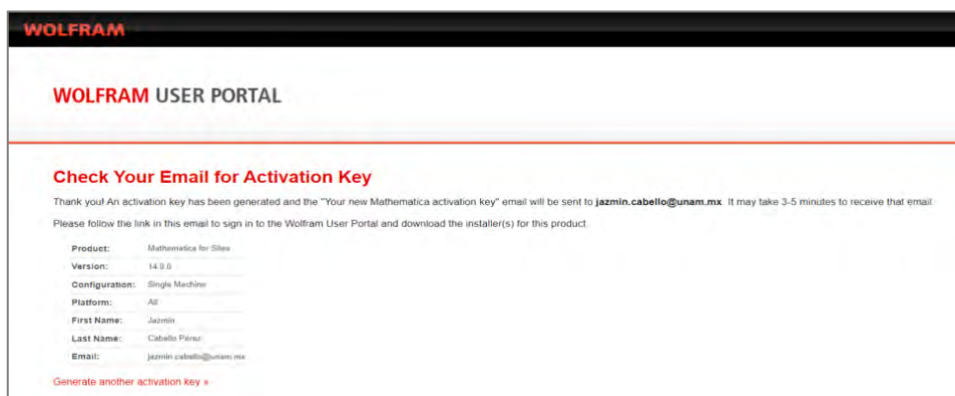 WOLFRAM
WOLFRAM USER PORTAL
Check Your Email for Activation Key
Thank you! An activation key has been generated and the "Your new Mathematica activation key" email will be sent to jazmin.cabello@unam.mx. It may take 3-5 minutes to receive that email.
Please follow the link in this email to sign in to the Wolfram User Portal and download the installer(s) for this product.
Product: Mathematica for Sites
Version: 14.0.0
Configuration: Single Machine
Platform: All
First Name: Jazmin
Last Name: Cabello Pérez
Email: jazmin.cabello@unam.mx
Generate another activation key »